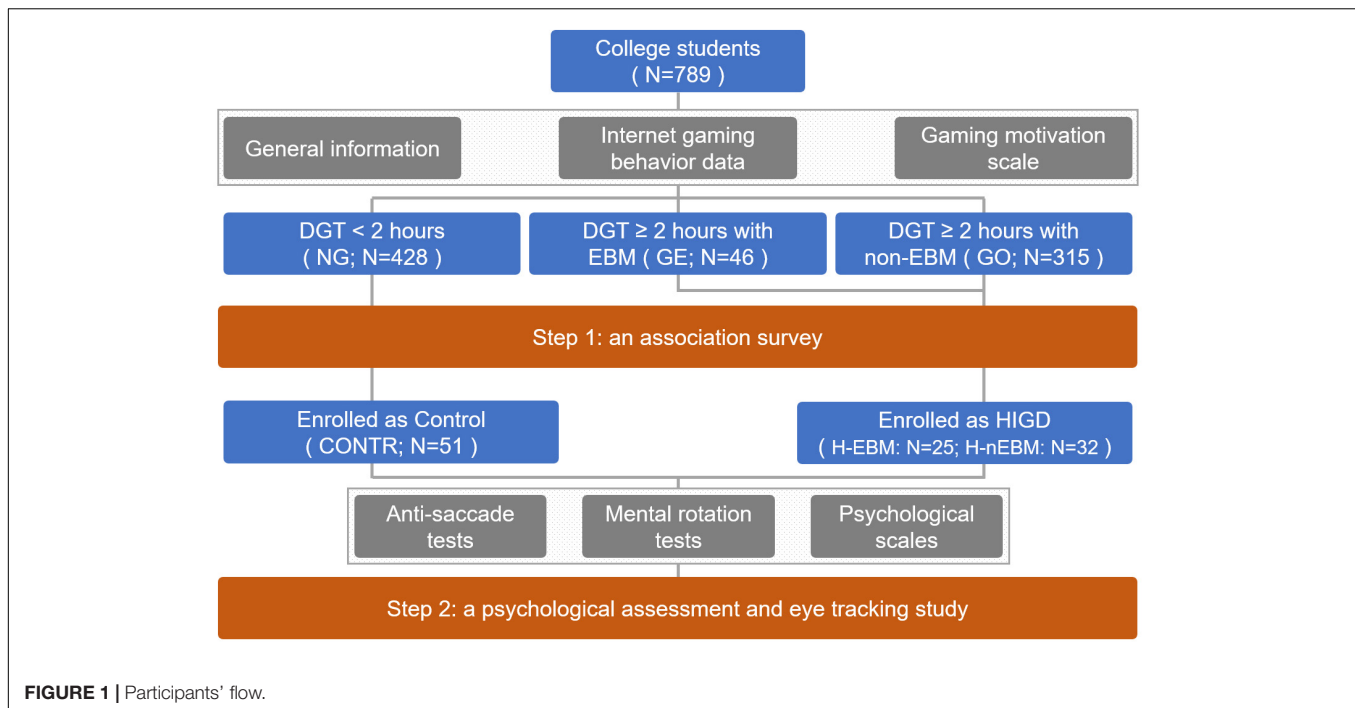 College students
( N=789 )
General information
Internet gaming
behavior data
Gaming motivation
scale
DGT < 2 hours
( NG; N=428 )
DGT ≥ 2 hours with
EBM ( GE; N=46 )
DGT ≥ 2 hours with
non-EBM ( GO; N=315 )
Step 1: an association survey
Enrolled as Control
( CONTR; N=51 )
Enrolled as HIGD
( H-EBM: N=25; H-nEBM: N=32 )
Anti-saccade
tests
Mental rotation
tests
Psychological
scales
Step 2: a psychological assessment and eye tracking study
FIGURE 1 | Participants’ flow.